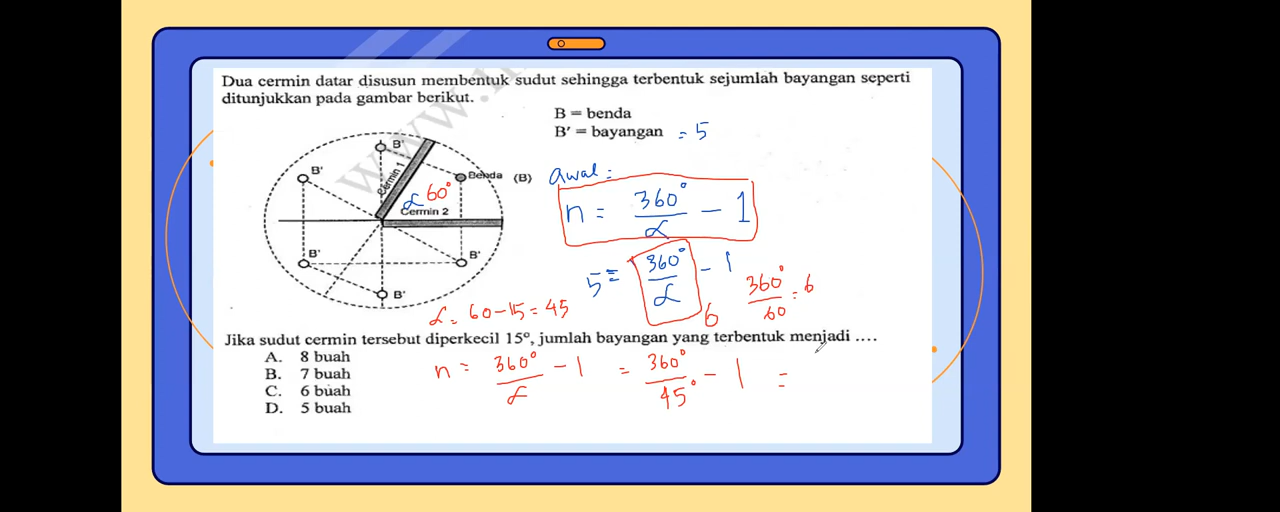 Dua cermin datar disusun membentuk sudut sehingga terbentuk sejumlah bayangan seperti
ditunjukkan pada gambar berikut.
B = benda
B' = bayangan = 5
B'
Cermin 1
Benda (B)
B'
α 60°
Cermin 2
B'
B'
B'
awal :
n = 360°/α - 1
5 = 360°/α - 1
6
360°/60 = 6
α = 60-15 = 45
Jika sudut cermin tersebut diperkecil 15°, jumlah bayangan yang terbentuk menjadi ....
A. 8 buah
B. 7 buah
C. 6 buah
D. 5 buah
n = 360°/α - 1 = 360°/45° - 1 =